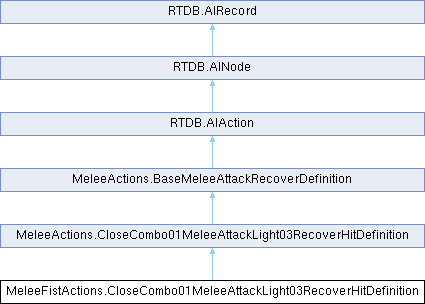 RTDB.AIRecord
RTDB.AINode
RTDB.AIAction
MeleeActions.BaseMeleeAttackRecoverDefinition
MeleeActions.CloseCombo01MeleeAttackLight03RecoverHitDefinition
MeleeFistActions.CloseCombo01MeleeAttackLight03RecoverHitDefinition